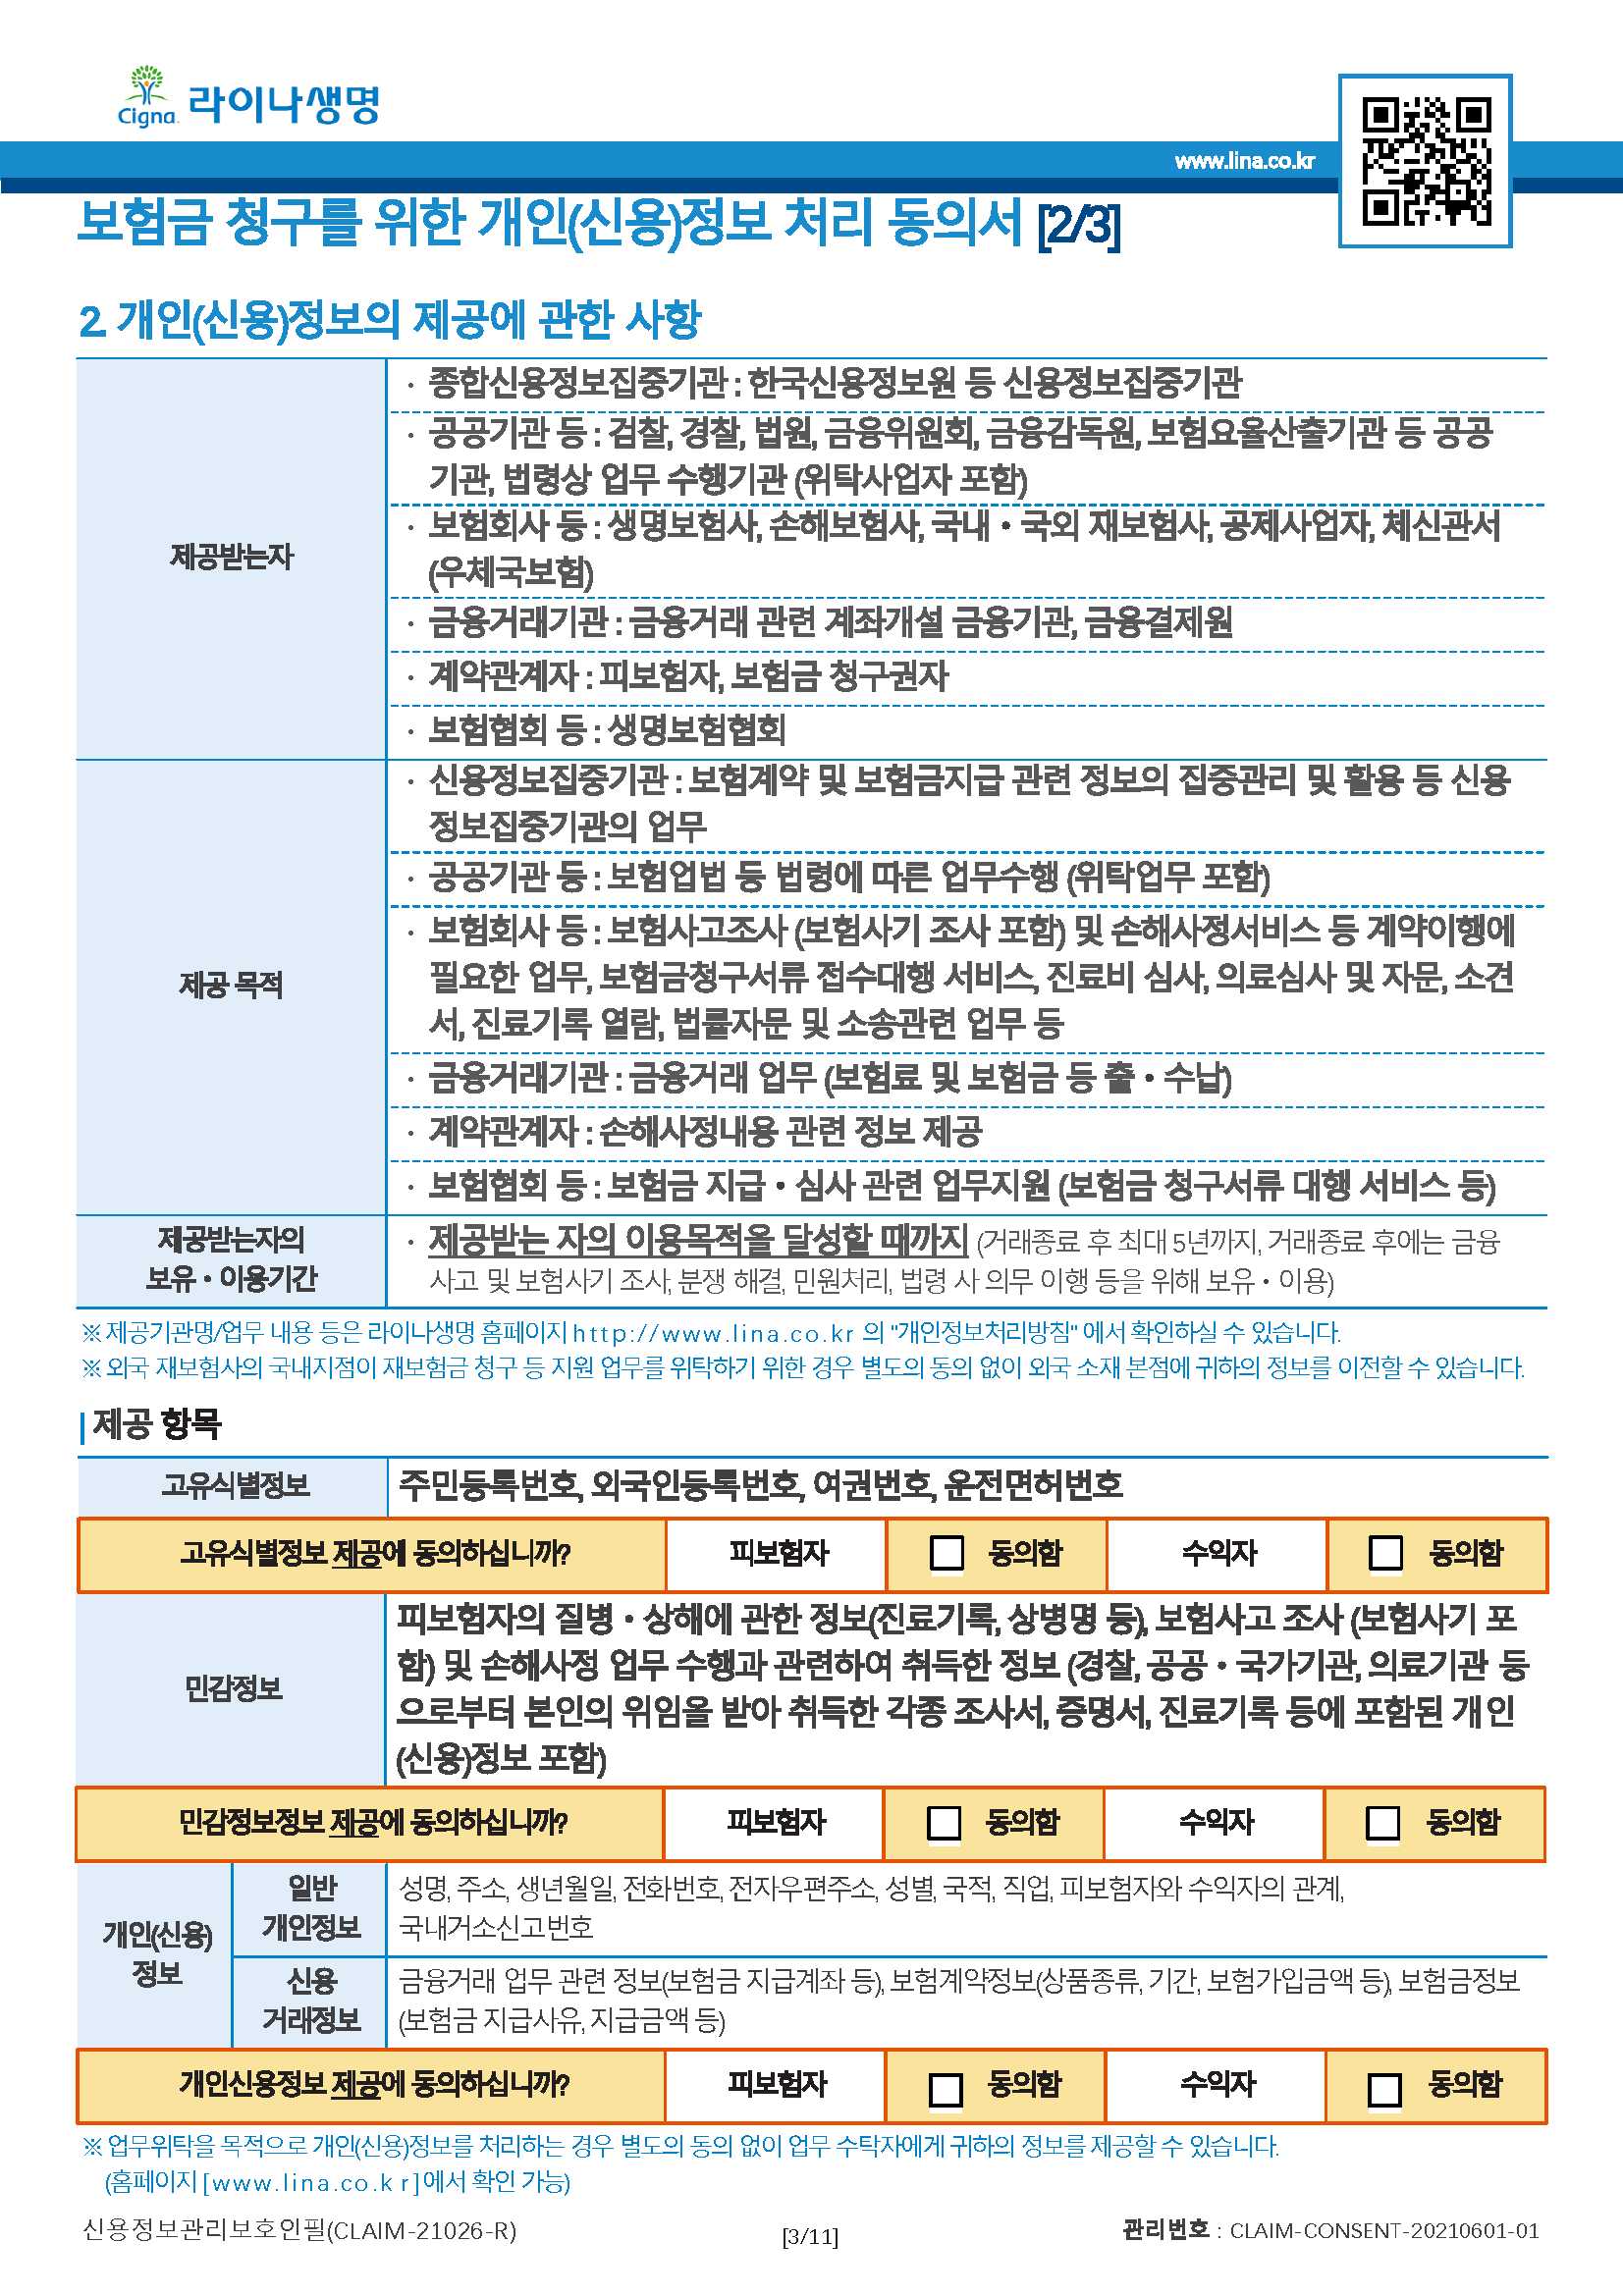 Cigna. 라이나생명
www.lina.co.kr
보험금 청구를 위한 개인(신용)정보 처리 동의서 [2/3]
2. 개인(신용)정보의 제공에 관한 사항
제공받는자
· 종합신용정보집중기관 : 한국신용정보원 등 신용정보집중기관
· 공공기관 등 : 검찰, 경찰, 법원, 금융위원회, 금융감독원, 보험요율산출기관 등 공공
기관, 법령상 업무 수행기관 (위탁사업자 포함)
· 보험회사 등 : 생명보험사, 손해보험사, 국내 • 국외 재보험사, 공제사업자, 체신관서
(우체국보험)
· 금융거래기관 : 금융거래 관련 계좌개설 금융기관, 금융결제원
· 계약관계자 : 피보험자, 보험금 청구권자
· 보험협회 등 : 생명보험협회
제공 목적
· 신용정보집중기관 : 보험계약 및 보험금지급 관련 정보의 집중관리 및 활용 등 신용
정보집중기관의 업무
· 공공기관 등 : 보험업법 등 법령에 따른 업무수행 (위탁업무 포함)
· 보험회사 등 : 보험사고조사 (보험사기 조사 포함) 및 손해사정서비스 등 계약이행에
필요한 업무, 보험금청구서류 접수대행 서비스, 진료비 심사, 의료심사 및 자문, 소견
서, 진료기록 열람, 법률자문 및 소송관련 업무 등
· 금융거래기관 : 금융거래 업무 (보험료 및 보험금 등 출 • 수납)
· 계약관계자 : 손해사정내용 관련 정보 제공
· 보험협회 등 : 보험금 지급 • 심사 관련 업무지원 (보험금 청구서류 대행 서비스 등)
제공받는자의
보유 • 이용기간
· 제공받는 자의 이용목적을 달성할 때까지 (거래종료 후 최대 5년까지, 거래종료 후에는 금융
사고 및 보험사기 조사, 분쟁 해결, 민원처리, 법령 사 의무 이행 등을 위해 보유 • 이용)
※ 제공기관명/업무 내용 등은 라이나생명 홈페이지 http://www.lina.co.kr 의 "개인정보처리방침" 에서 확인하실 수 있습니다.
※ 외국 재보험사의 국내지점이 재보험금 청구 등 지원 업무를 위탁하기 위한 경우 별도의 동의 없이 외국 소재 본점에 귀하의 정보를 이전할 수 있습니다.
제공 항목
고유식별정보 주민등록번호, 외국인등록번호, 여권번호, 운전면허번호
고유식별정보 제공에 동의하십니까? 피보험자 □ 동의함 수익자 □ 동의함
민감정보
피보험자의 질병 • 상해에 관한 정보(진료기록, 상병명 등), 보험사고 조사 (보험사기 포
함) 및 손해사정 업무 수행과 관련하여 취득한 정보 (경찰, 공공 • 국가기관, 의료기관 등
으로부터 본인의 위임을 받아 취득한 각종 조사서, 증명서, 진료기록 등에 포함된 개인
(신용)정보 포함)
민감정보정보 제공에 동의하십니까? 피보험자 □ 동의함 수익자 □ 동의함
개인(신용)
정보
일반
개인정보
성명, 주소, 생년월일, 전화번호, 전자우편주소, 성별, 국적, 직업, 피보험자와 수익자의 관계,
국내거소신고번호
신용
거래정보
금융거래 업무 관련 정보(보험금 지급계좌 등), 보험계약정보(상품종류, 기간, 보험가입금액 등), 보험금정보
(보험금 지급사유, 지급금액 등)
개인신용정보 제공에 동의하십니까? 피보험자 □ 동의함 수익자 □ 동의함
※ 업무위탁을 목적으로 개인(신용)정보를 처리하는 경우 별도의 동의 없이 업무 수탁자에게 귀하의 정보를 제공할 수 있습니다.
(홈페이지 [www.lina.co.kr]에서 확인 가능)
신용정보관리보호인필(CLAIM-21026-R)
[3/11]
관리번호 : CLAIM-CONSENT-20210601-01